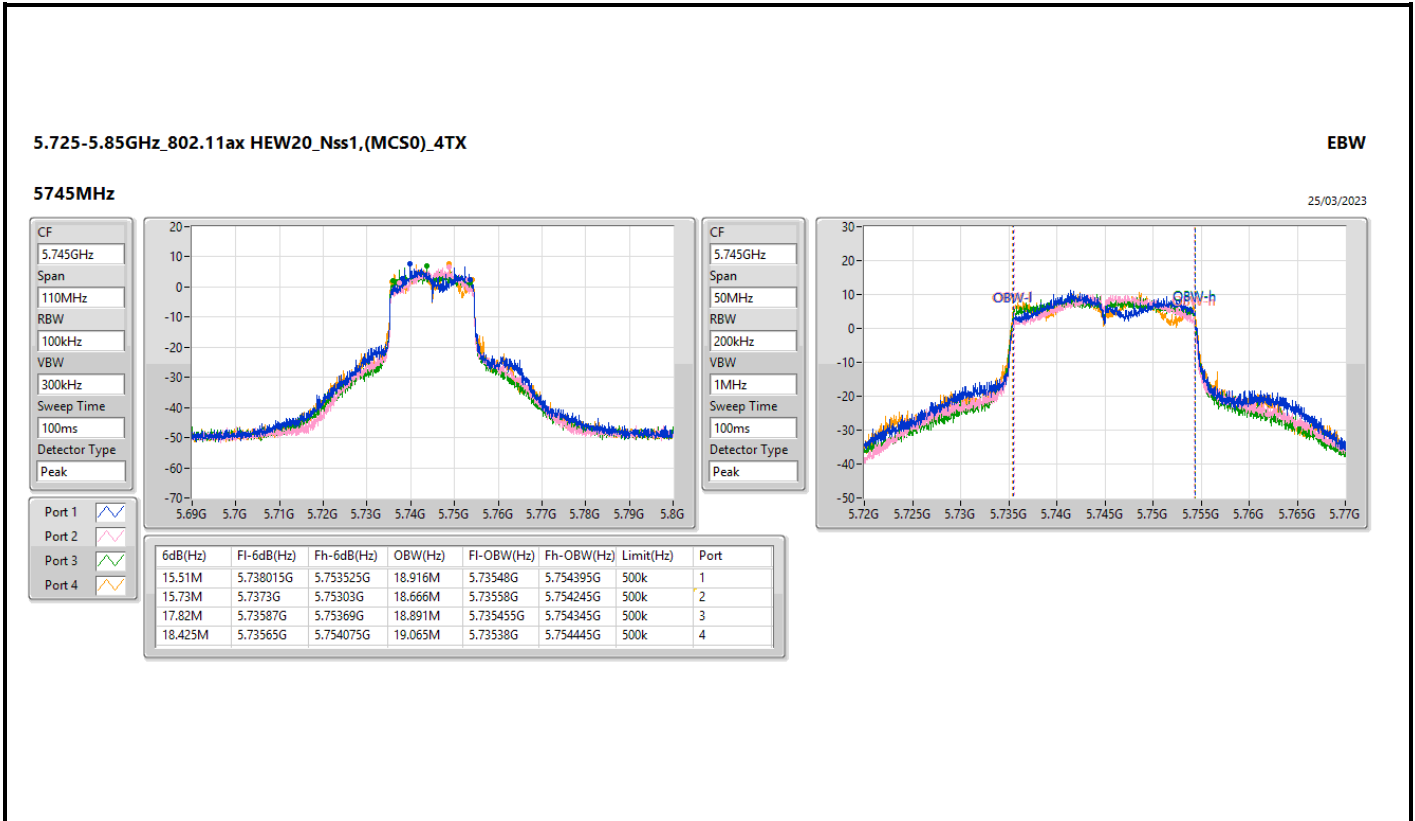 5.725-5.85GHz_802.11ax HEW20_Nss1,(MCS0)_4TX EBW
5745MHz
25/03/2023
CF
5.745GHz
Span
110MHz
RBW
100kHz
VBW
300kHz
Sweep Time
100ms
Detector Type
Peak
20
10
0
-10
-20
-30
-40
-50
-60
-70
5.69G 5.7G 5.71G 5.72G 5.73G 5.74G 5.75G 5.76G 5.77G 5.78G 5.79G 5.8G
CF
5.745GHz
Span
50MHz
RBW
200kHz
VBW
1MHz
Sweep Time
100ms
Detector Type
Peak
30
20
10
0
-10
-20
-30
-40
-50
OBW-l OBW-h
5.72G 5.725G 5.73G 5.735G 5.74G 5.745G 5.75G 5.755G 5.76G 5.765G 5.77G
Port 1
Port 2
Port 3
Port 4
6dB(Hz) Fl-6dB(Hz) Fh-6dB(Hz) OBW(Hz) Fl-OBW(Hz) Fh-OBW(Hz) Limit(Hz) Port
15.51M 5.738015G 5.753525G 18.916M 5.73548G 5.754395G 500k 1
15.73M 5.7373G 5.75303G 18.666M 5.73558G 5.754245G 500k 2
17.82M 5.73587G 5.75369G 18.891M 5.735455G 5.754345G 500k 3
18.425M 5.73565G 5.754075G 19.065M 5.73538G 5.754445G 500k 4